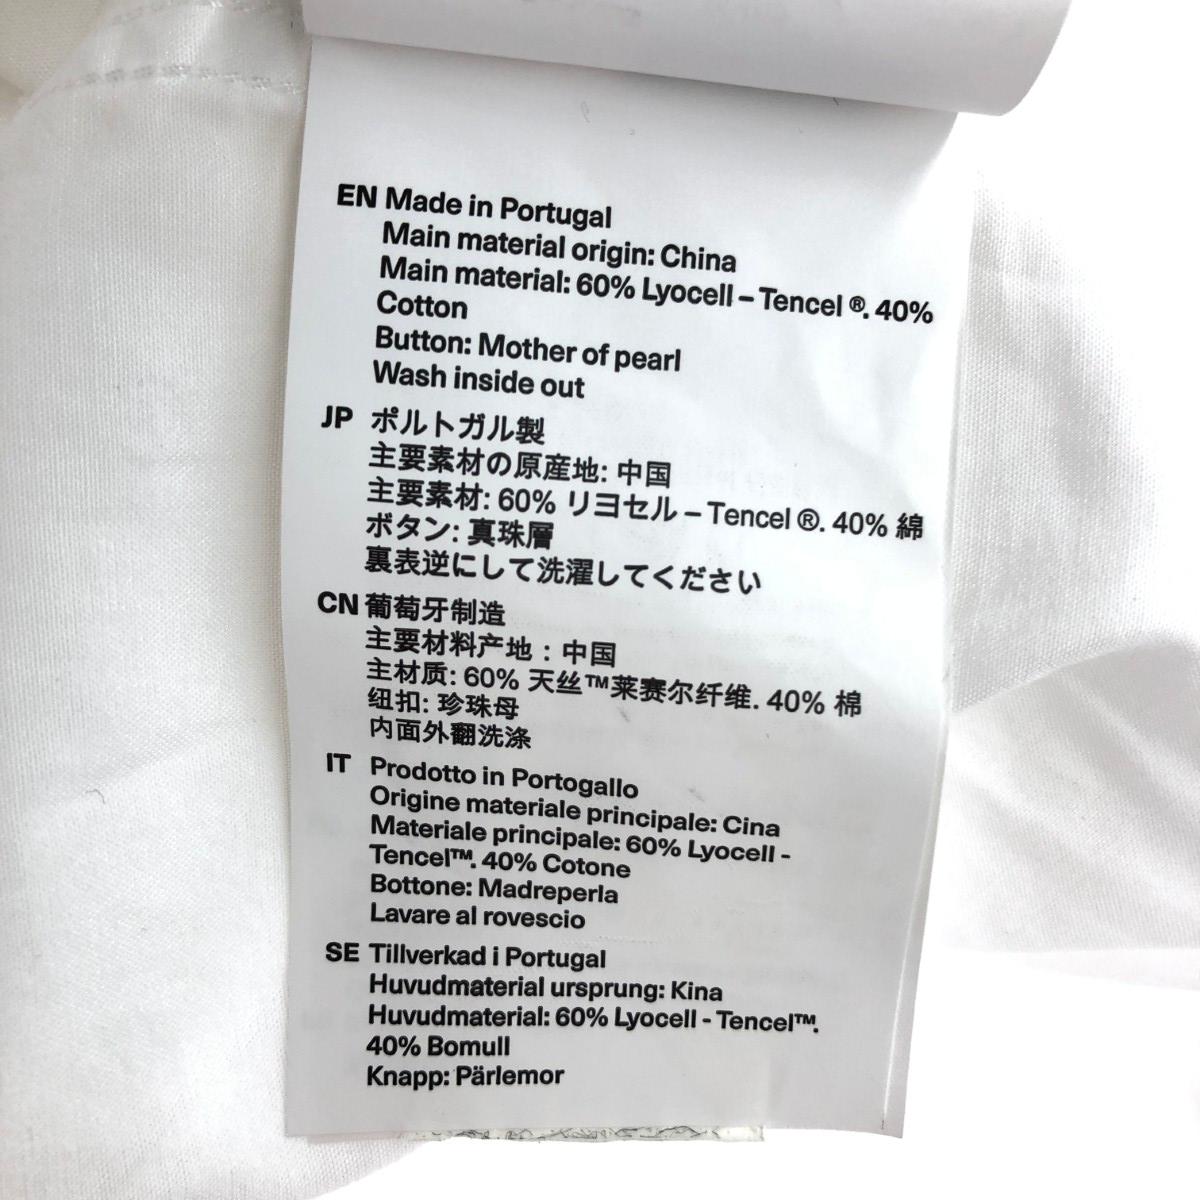 EN Made in Portugal
Main material origin: China
Main material: 60% Lyocell – Tencel ®. 40%
Cotton
Button: Mother of pearl
Wash inside out
JP ポルトガル製
主要素材の原産地: 中国
主要素材: 60% リヨセル – Tencel ®. 40% 綿
ボタン: 真珠層
裏表逆にして洗濯してください
CN 葡萄牙制造
主要材料产地：中国
主材质: 60% 天丝™莱赛尔纤维. 40% 棉
纽扣: 珍珠母
内面外翻洗涤
IT Prodotto in Portogallo
Origine materiale principale: Cina
Materiale principale: 60% Lyocell -
Tencel™. 40% Cotone
Bottone: Madreperla
Lavare al rovescio
SE Tillverkad i Portugal
Huvudmaterial ursprung: Kina
Huvudmaterial: 60% Lyocell - Tencel™.
40% Bomull
Knapp: Pärlemor